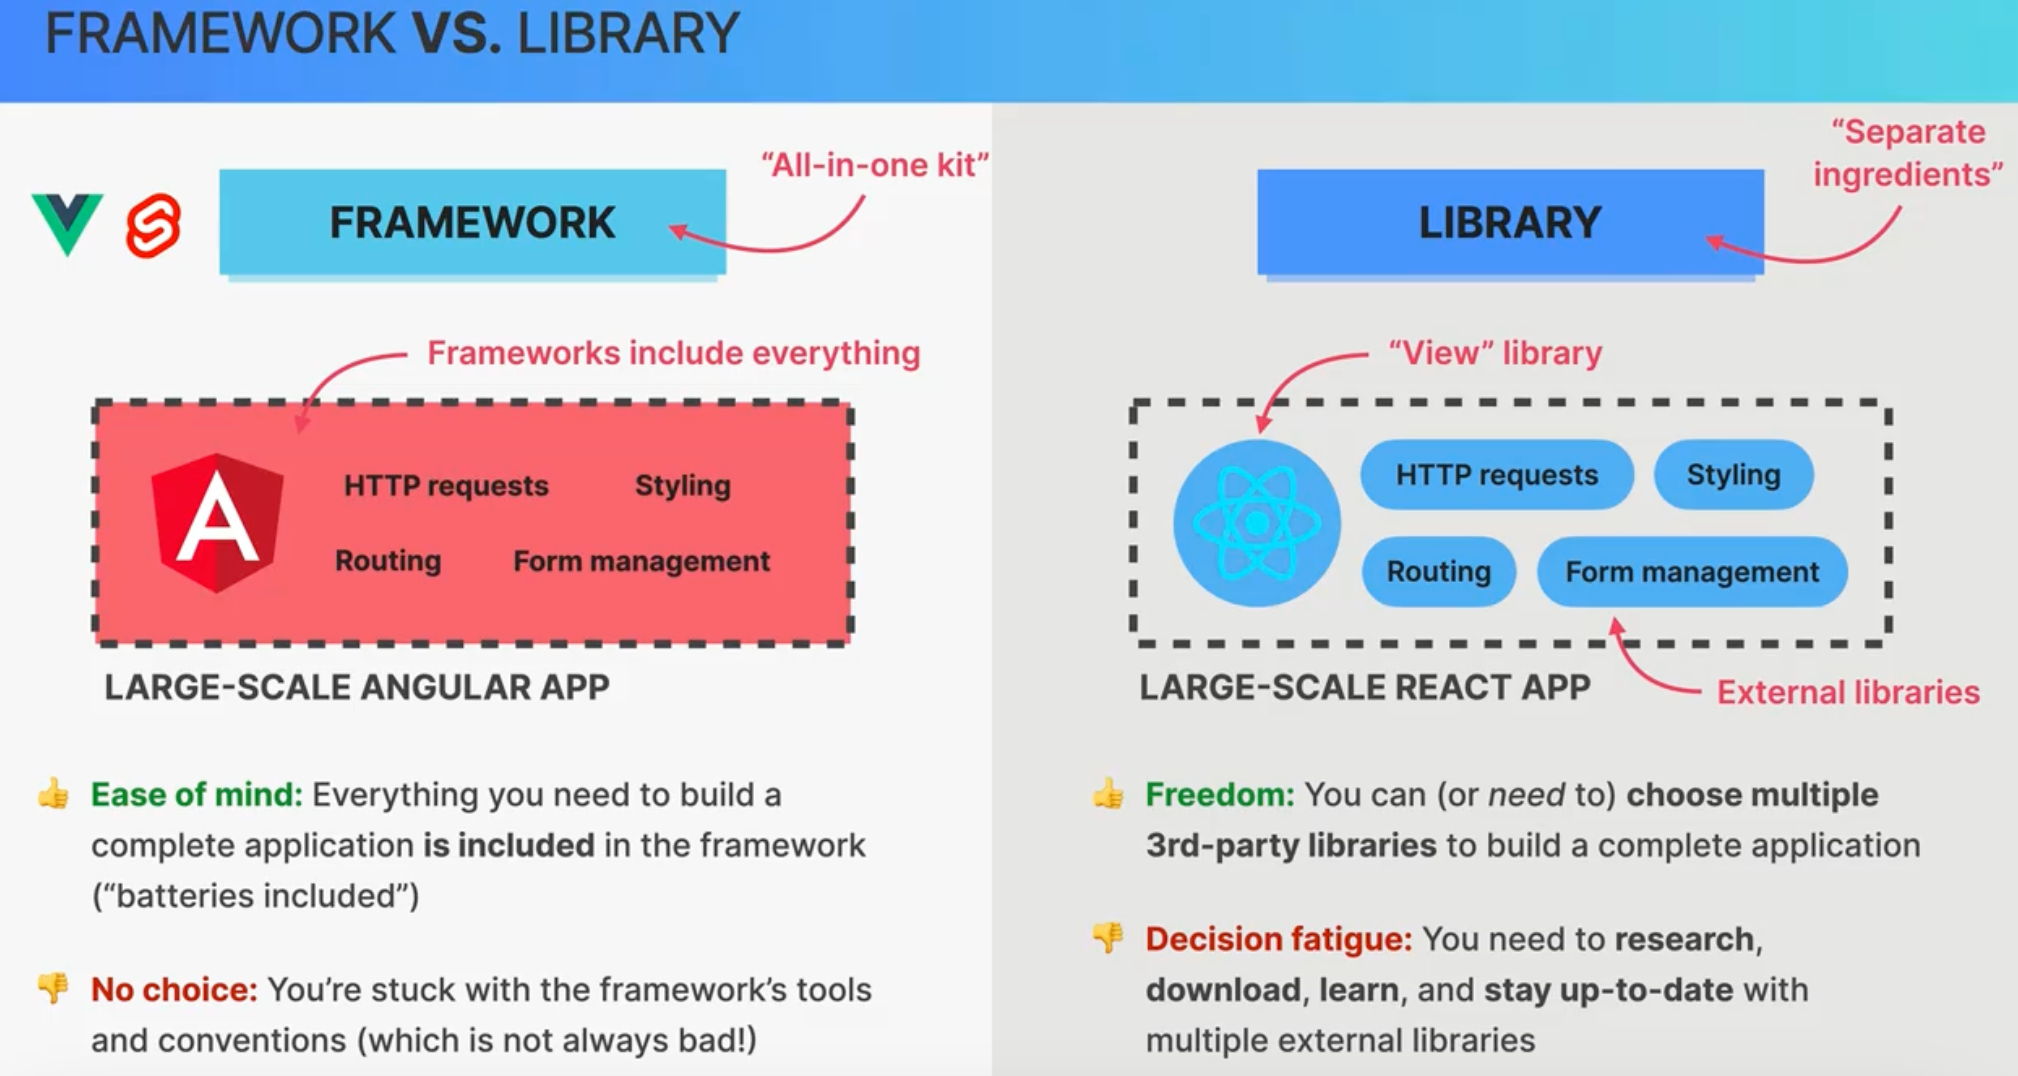 FRAMEWORK VS. LIBRARY
“All-in-one kit”
FRAMEWORK
Frameworks include everything
A
HTTP requests
Styling
Routing
Form management
LARGE-SCALE ANGULAR APP
👍 Ease of mind: Everything you need to build a
complete application is included in the framework
(“batteries included”)
👎 No choice: You’re stuck with the framework’s tools
and conventions (which is not always bad!)
“Separate
ingredients”
LIBRARY
“View” library
HTTP requests
Styling
Routing
Form management
LARGE-SCALE REACT APP
External libraries
👍 Freedom: You can (or need to) choose multiple
3rd-party libraries to build a complete application
👎 Decision fatigue: You need to research,
download, learn, and stay up-to-date with
multiple external libraries